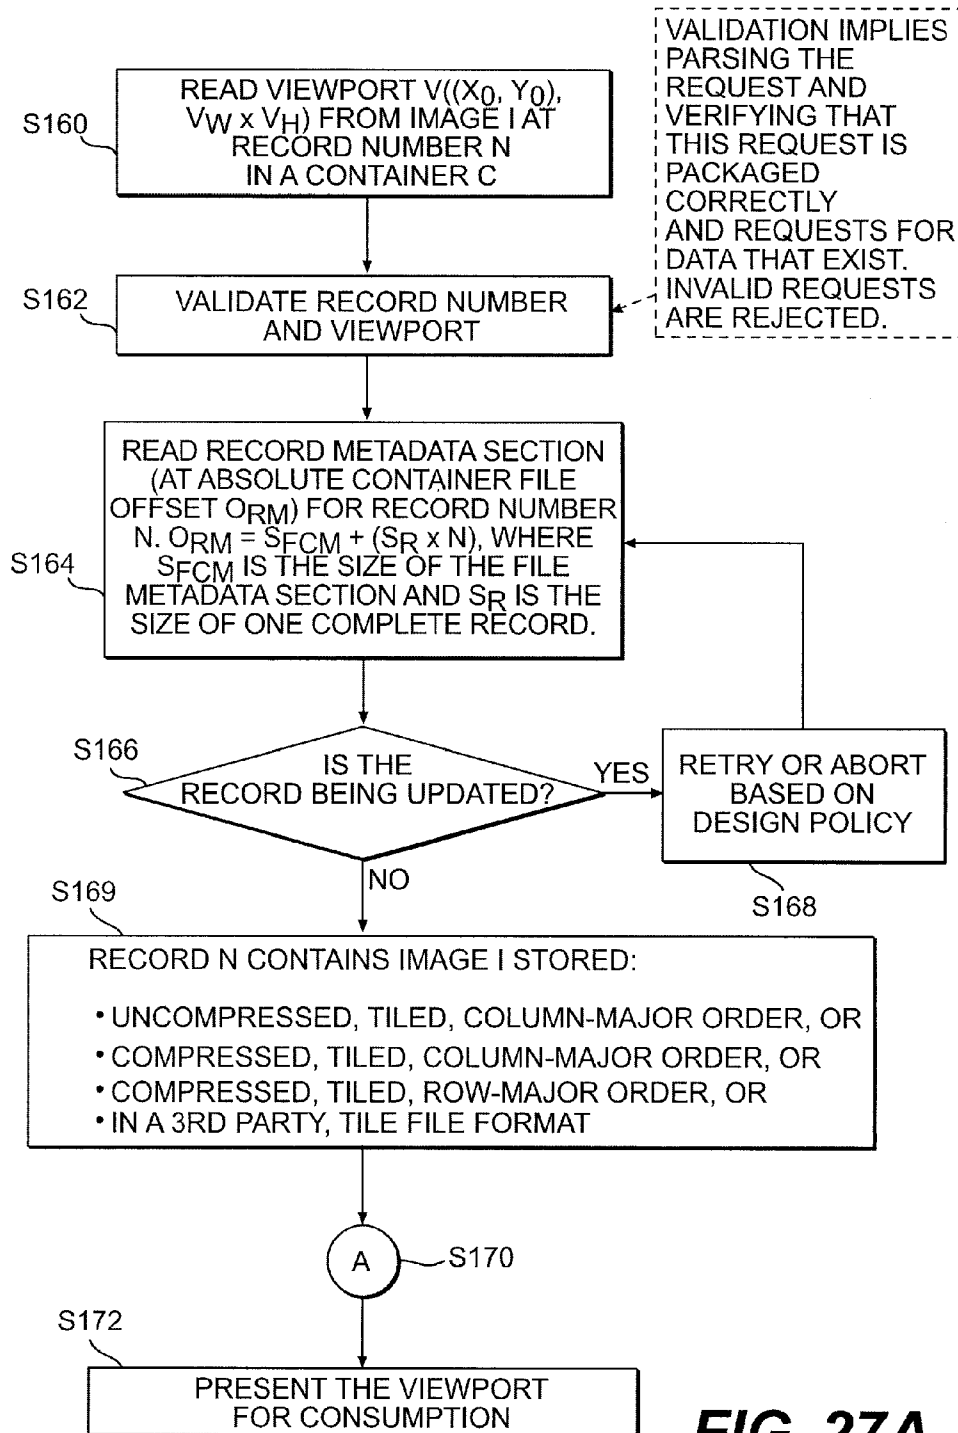 S160
READ VIEWPORT V((X0, Y0),
VW x VH) FROM IMAGE I AT
RECORD NUMBER N
IN A CONTAINER C
VALIDATION IMPLIES
PARSING THE
REQUEST AND
VERIFYING THAT
THIS REQUEST IS
PACKAGED
CORRECTLY
AND REQUESTS FOR
DATA THAT EXIST.
INVALID REQUESTS
ARE REJECTED.
S162
VALIDATE RECORD NUMBER
AND VIEWPORT
S164
READ RECORD METADATA SECTION
(AT ABSOLUTE CONTAINER FILE
OFFSET ORM) FOR RECORD NUMBER
N. ORM = SFCM + (SR x N), WHERE
SFCM IS THE SIZE OF THE FILE
METADATA SECTION AND SR IS THE
SIZE OF ONE COMPLETE RECORD.
S166
IS THE
RECORD BEING UPDATED?
YES
RETRY OR ABORT
BASED ON
DESIGN POLICY
S168
NO
S169
RECORD N CONTAINS IMAGE I STORED:
• UNCOMPRESSED, TILED, COLUMN-MAJOR ORDER, OR
• COMPRESSED, TILED, COLUMN-MAJOR ORDER, OR
• COMPRESSED, TILED, ROW-MAJOR ORDER, OR
• IN A 3RD PARTY, TILE FILE FORMAT
A
S170
S172
PRESENT THE VIEWPORT
FOR CONSUMPTION
FIG. 27A